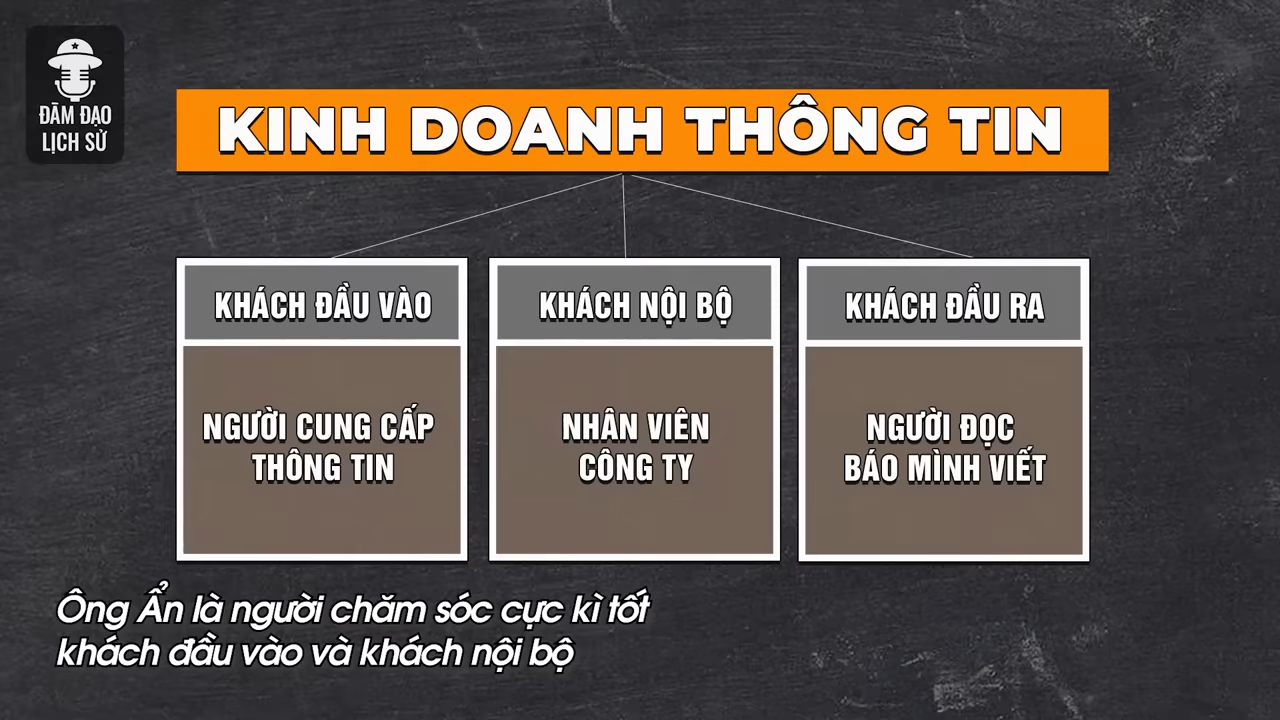 ĐÀM ĐẠO
LỊCH SỬ
KINH DOANH THÔNG TIN
KHÁCH ĐẦU VÀO
NGƯỜI CUNG CẤP
THÔNG TIN
KHÁCH NỘI BỘ
NHÂN VIÊN
CÔNG TY
KHÁCH ĐẦU RA
NGƯỜI ĐỌC
BÁO MÌNH VIẾT
Ông Ẩn là người chăm sóc cực kì tốt
khách đầu vào và khách nội bộ